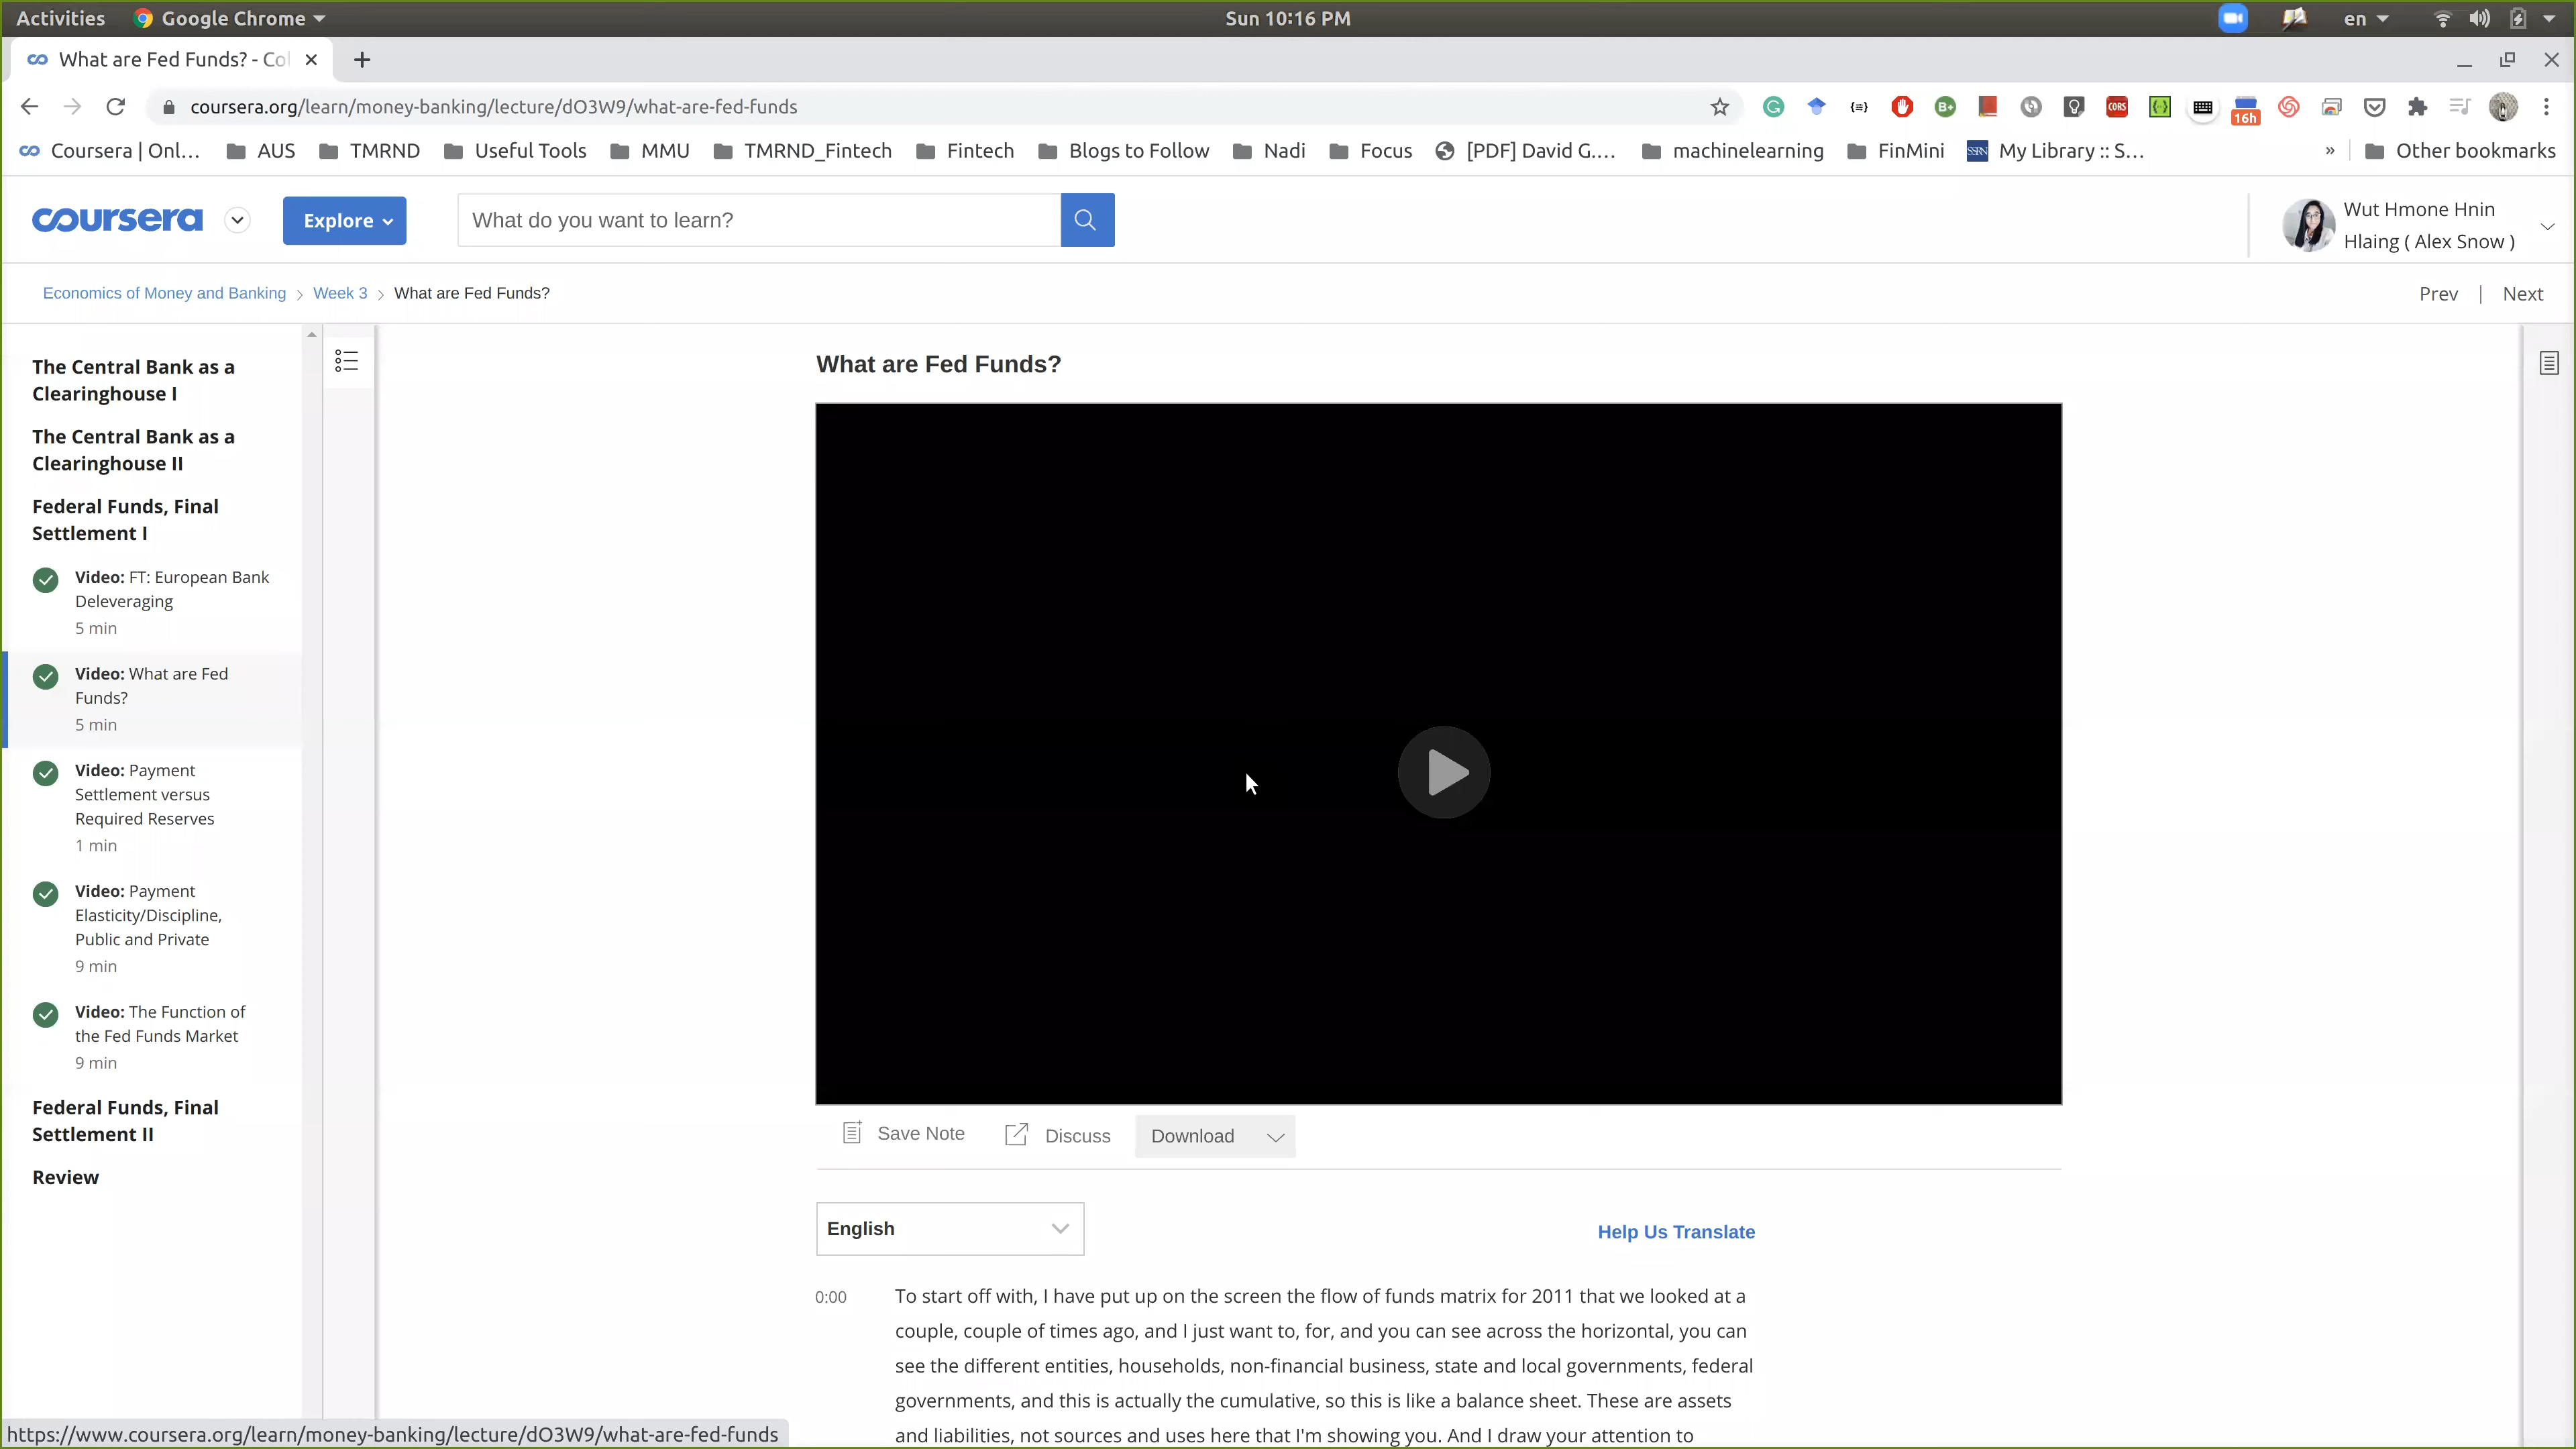 Activities Google Chrome Sun 10:16 PM en
What are Fed Funds? - Co
coursera.org/learn/money-banking/lecture/dO3W9/what-are-fed-funds
CORS
16h
Coursera | Onl... AUS TMRND Useful Tools MMU TMRND_Fintech Fintech Blogs to Follow Nadi Focus [PDF] David G.... machinelearning FinMini SSRN My Library :: S... » Other bookmarks
coursera Explore What do you want to learn?
Wut Hmone Hnin
Hlaing ( Alex Snow )
Economics of Money and Banking > Week 3 > What are Fed Funds? Prev | Next
The Central Bank as a
Clearinghouse I
The Central Bank as a
Clearinghouse II
Federal Funds, Final
Settlement I
Video: FT: European Bank
Deleveraging
5 min
Video: What are Fed
Funds?
5 min
Video: Payment
Settlement versus
Required Reserves
1 min
Video: Payment
Elasticity/Discipline,
Public and Private
9 min
Video: The Function of
the Fed Funds Market
9 min
Federal Funds, Final
Settlement II
Review
What are Fed Funds?
Save Note Discuss Download
English
Help Us Translate
0:00 To start off with, I have put up on the screen the flow of funds matrix for 2011 that we looked at a
couple, couple of times ago, and I just want to, for, and you can see across the horizontal, you can
see the different entities, households, non-financial business, state and local governments, federal
governments, and this is actually the cumulative, so this is like a balance sheet. These are assets
and liabilities, not sources and uses here that I'm showing you. And I draw your attention to
https://www.coursera.org/learn/money-banking/lecture/dO3W9/what-are-fed-funds